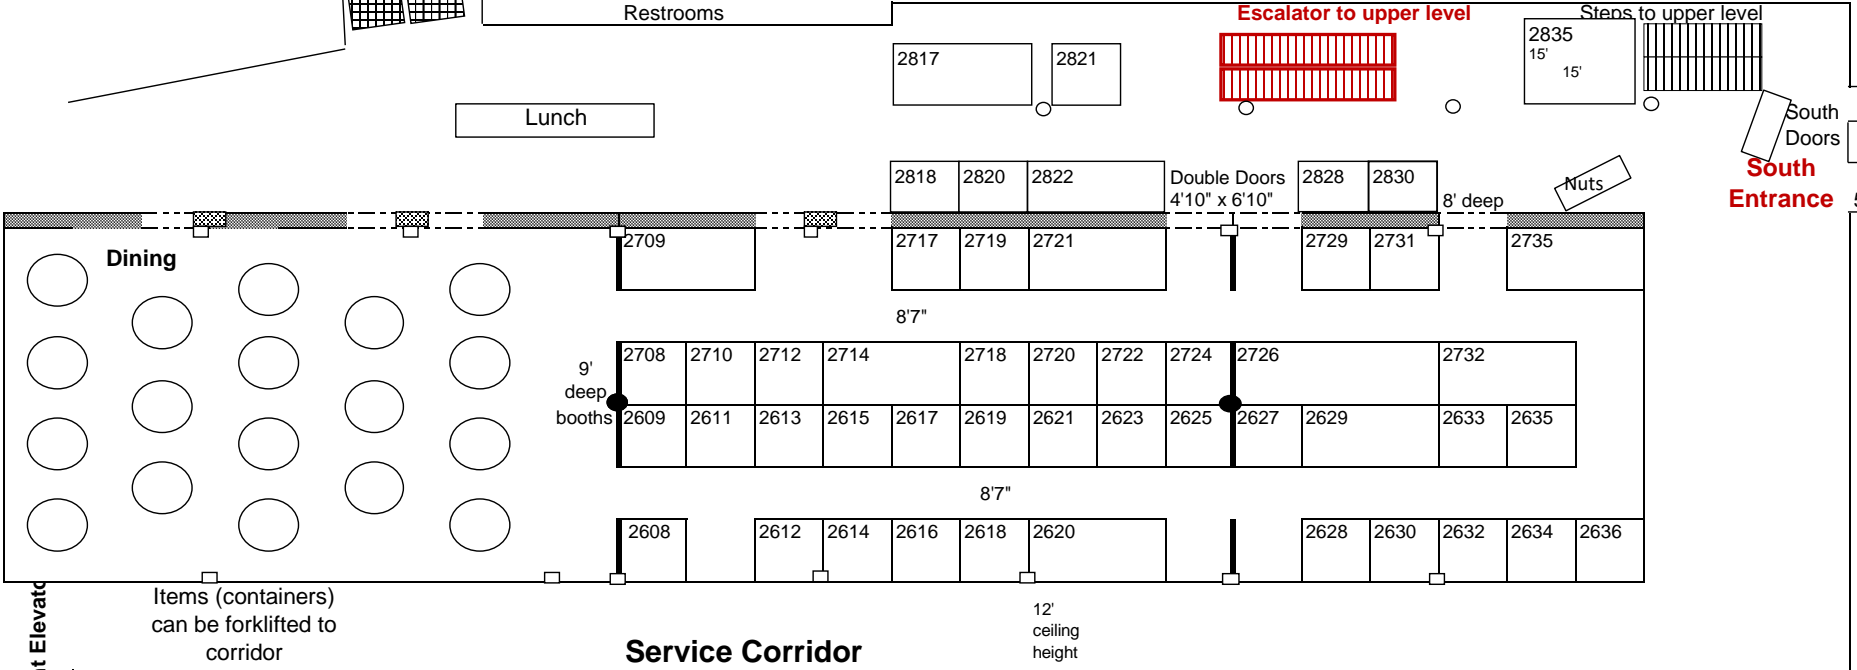 Restrooms
Escalator to upper level
Steps to upper level
2817
2821
2835
15'
15'
Lunch
South
Doors
South
Entrance
Nuts
2818
2820
2822
Double Doors
4'10" x 6'10"
2828
2830
8' deep
Dining
2709
2717
2719
2721
2729
2731
2735
8'7"
9'
deep
booths
2708
2710
2712
2714
2718
2720
2722
2724
2726
2732
2609
2611
2613
2615
2617
2619
2621
2623
2625
2627
2629
2633
2635
8'7"
2608
2612
2614
2616
2618
2620
2628
2630
2632
2634
2636
Items (containers)
can be forklifted to
corridor
Service Corridor
12'
ceiling
height